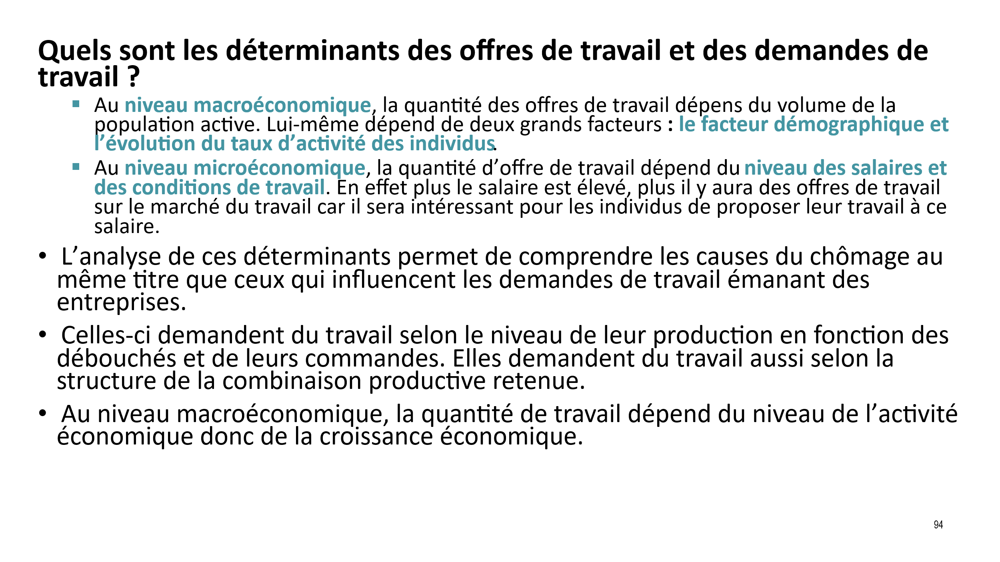 Quels sont les déterminants des offres de travail et des demandes de
travail ?
▪ Au niveau macroéconomique, la quantité des offres de travail dépens du volume de la
population active. Lui-même dépend de deux grands facteurs : le facteur démographique et
l’évolution du taux d’activité des individus.
▪ Au niveau microéconomique, la quantité d’offre de travail dépend du niveau des salaires et
des conditions de travail. En effet plus le salaire est élevé, plus il y aura des offres de travail
sur le marché du travail car il sera intéressant pour les individus de proposer leur travail à ce
salaire.
• L’analyse de ces déterminants permet de comprendre les causes du chômage au
même titre que ceux qui influencent les demandes de travail émanant des
entreprises.
• Celles-ci demandent du travail selon le niveau de leur production en fonction des
débouchés et de leurs commandes. Elles demandent du travail aussi selon la
structure de la combinaison productive retenue.
• Au niveau macroéconomique, la quantité de travail dépend du niveau de l’activité
économique donc de la croissance économique.
94